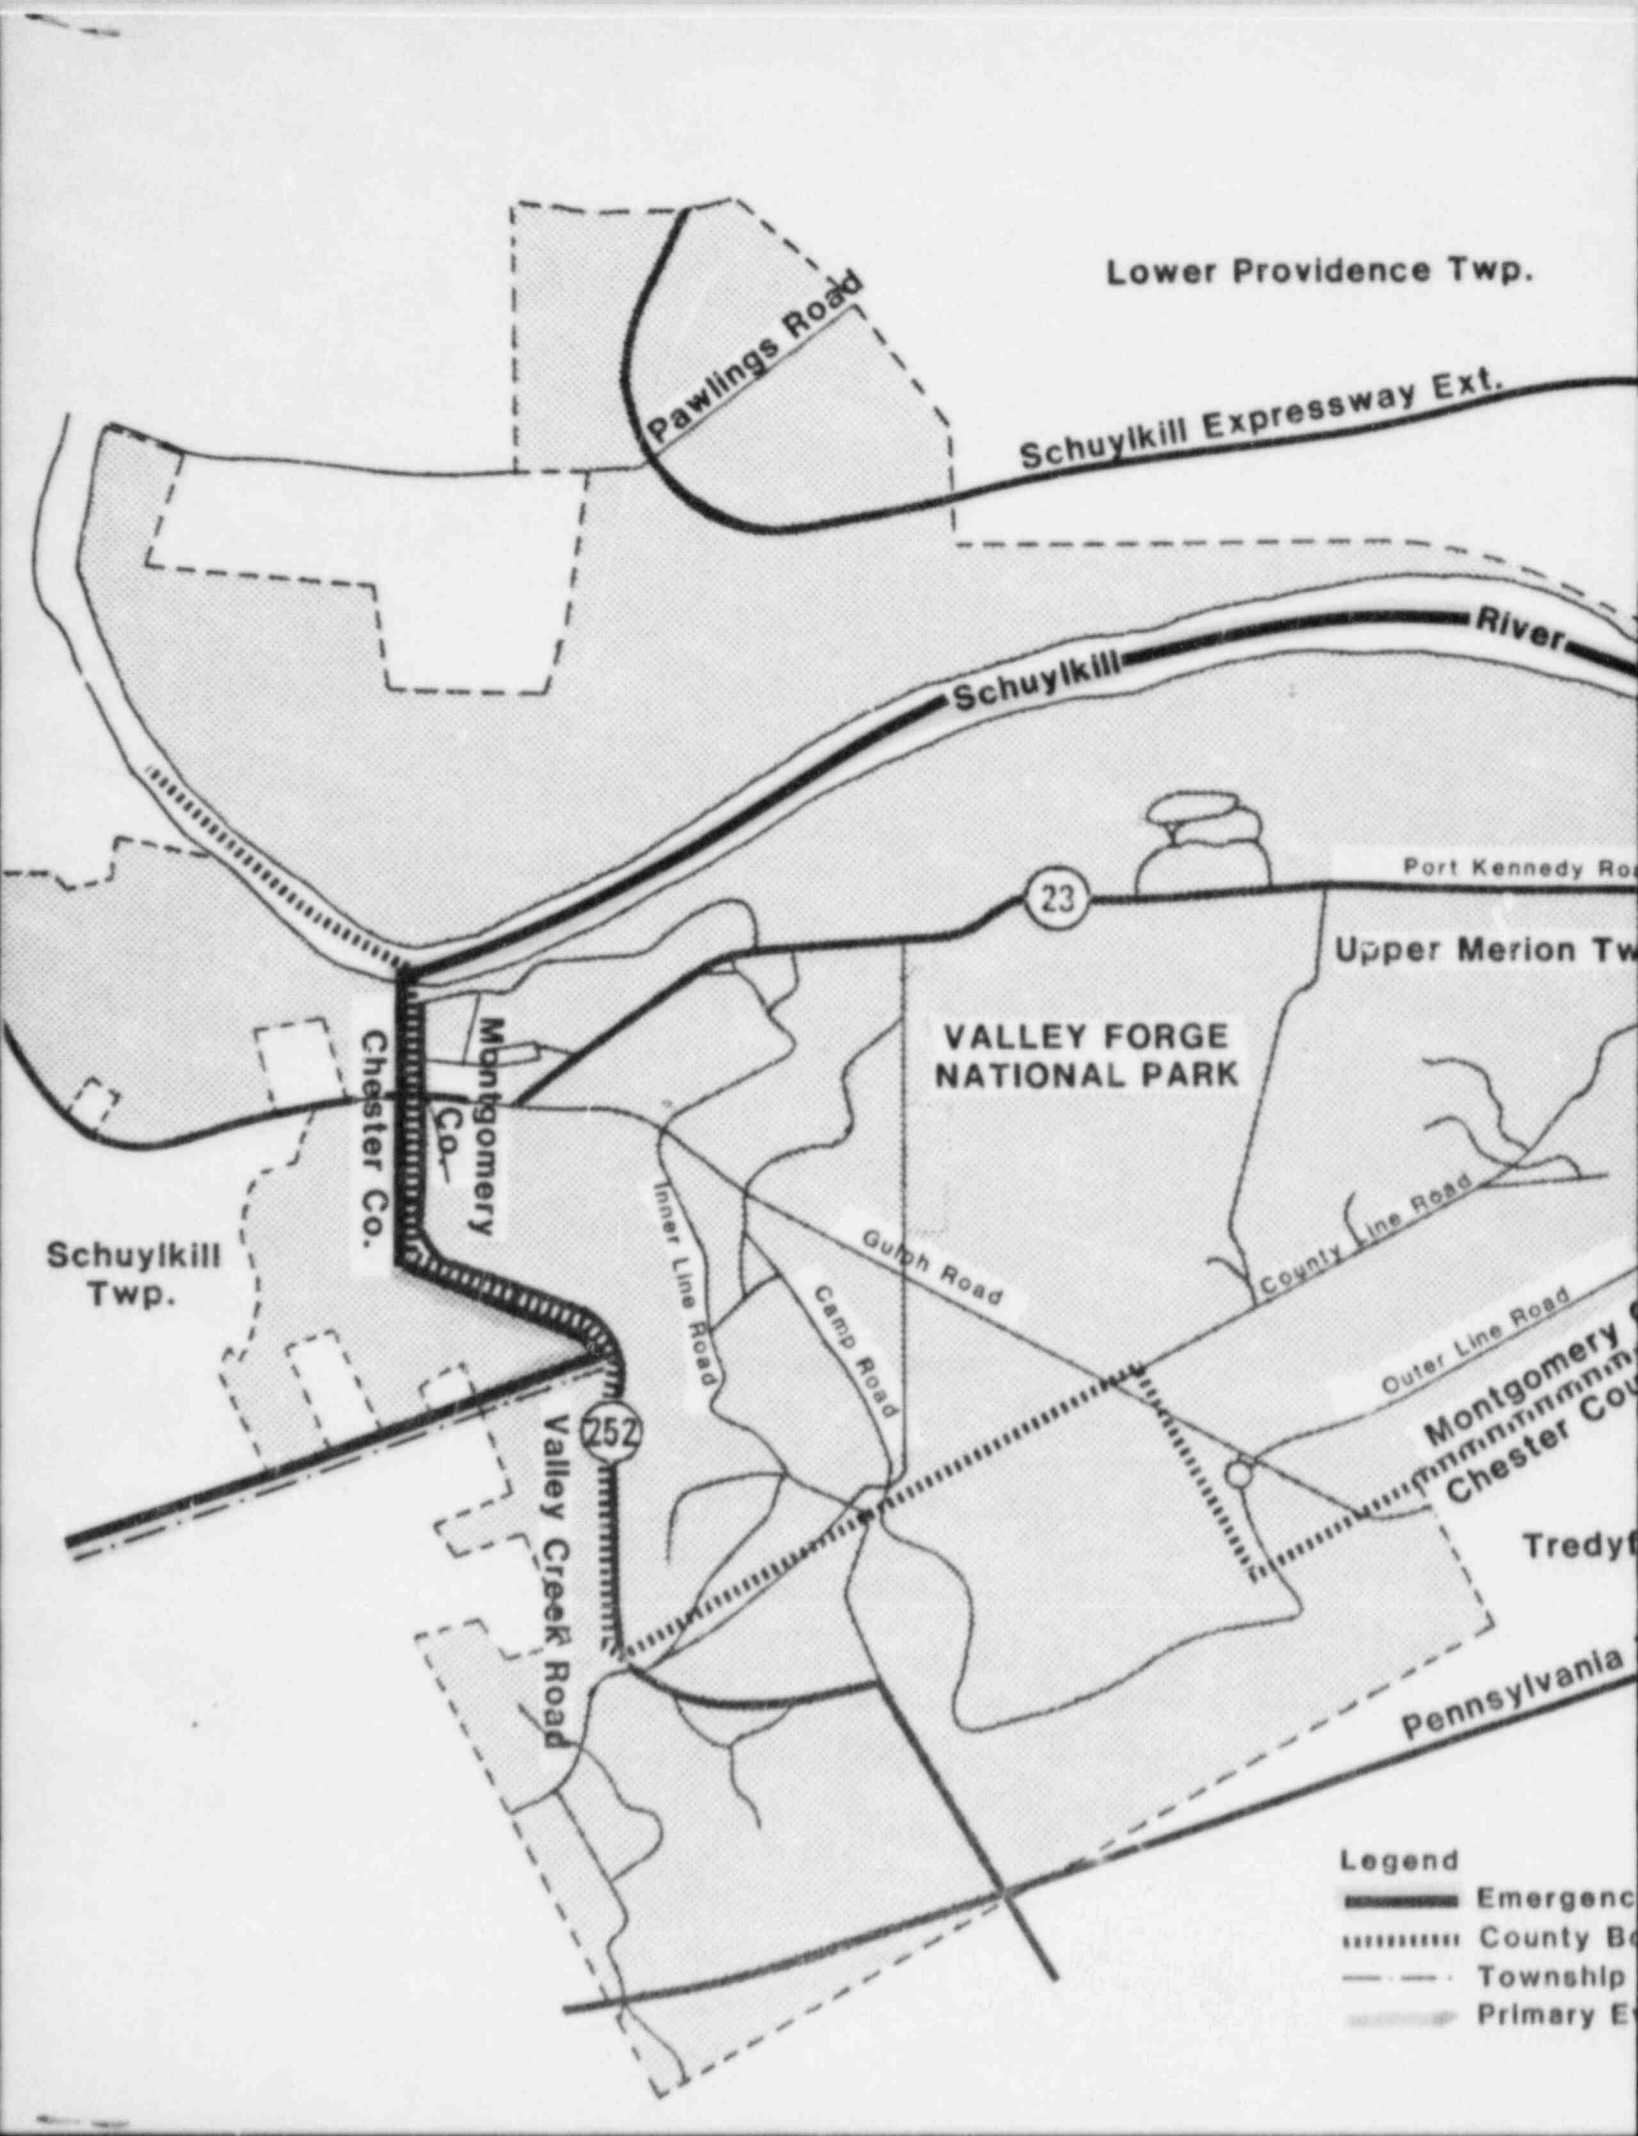 Lower Providence Twp.
Pawlings Road
Schuylkill Expressway Ext.
Schuylkill River
23
Port Kennedy Ro
Upper Merion Tw
VALLEY FORGE
NATIONAL PARK
Chester Co.
Montgomery
Co.
Schuylkill
Twp.
Inner Line Road
Gulph Road
Camp Road
County Line Road
Outer Line Road
Montgomery
Chester Cou
252
Valley Creek Road
Tredyf
Pennsylvania
Legend
Emergenc
County Bo
Township
Primary Ev